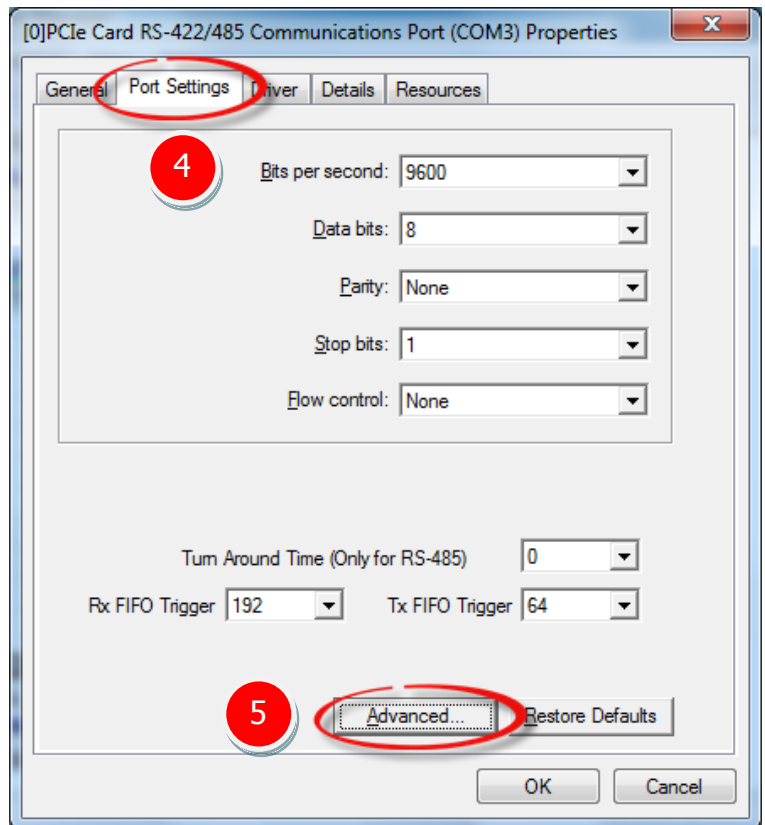 [0]PCIe Card RS-422/485 Communications Port (COM3) Properties
X
General Port Settings Driver Details Resources
4
Bits per second: 9600
Data bits: 8
Parity: None
Stop bits: 1
Flow control: None
Turn Around Time (Only for RS-485) 0
Rx FIFO Trigger 192 Tx FIFO Trigger 64
5
Advanced... Restore Defaults
OK Cancel